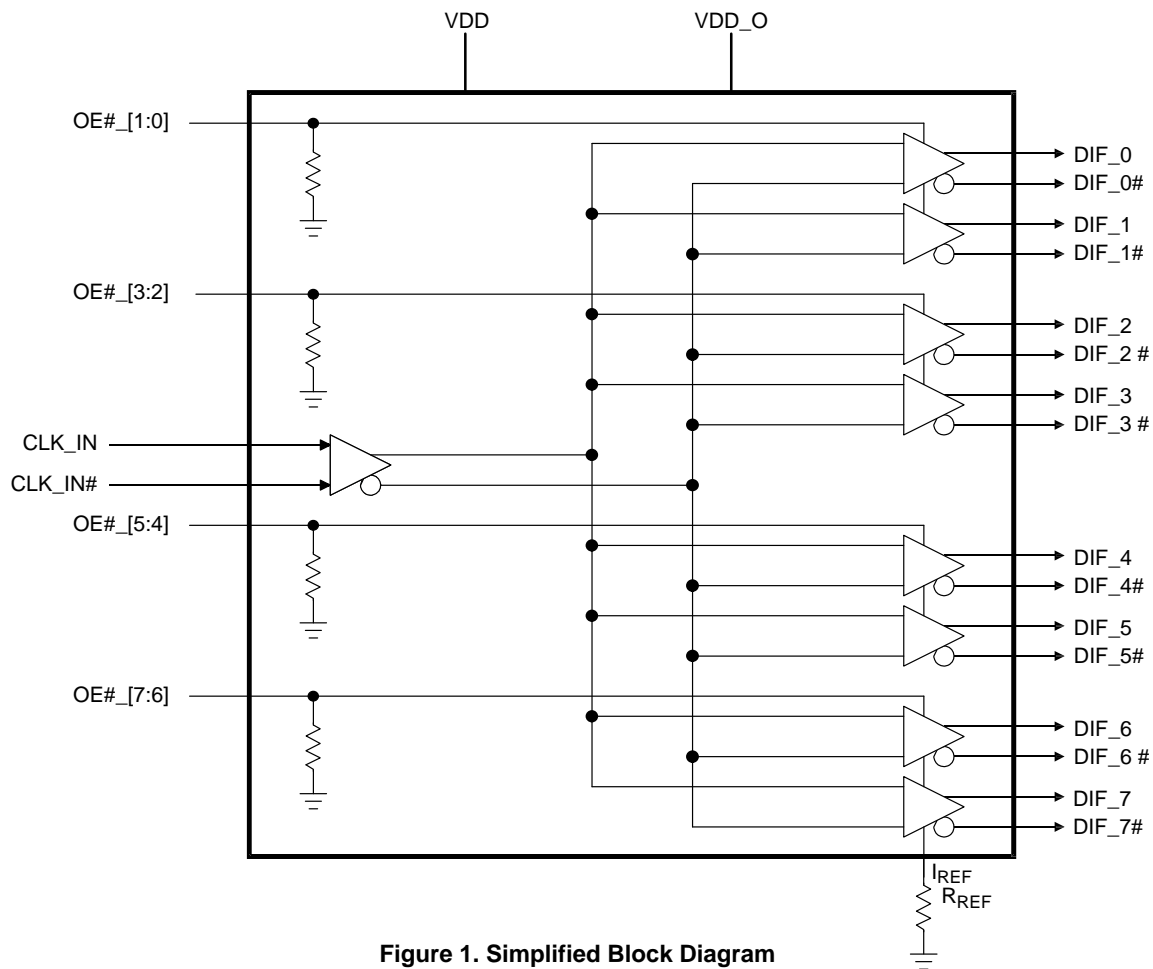 VDD
VDD_O
OE#_[1:0]
DIF_0
DIF_0#
DIF_1
DIF_1#
OE#_[3:2]
DIF_2
DIF_2 #
DIF_3
DIF_3 #
CLK_IN
CLK_IN#
OE#_[5:4]
DIF_4
DIF_4#
DIF_5
DIF_5#
OE#_[7:6]
DIF_6
DIF_6 #
DIF_7
DIF_7#
IREF
RREF
Figure 1. Simplified Block Diagram